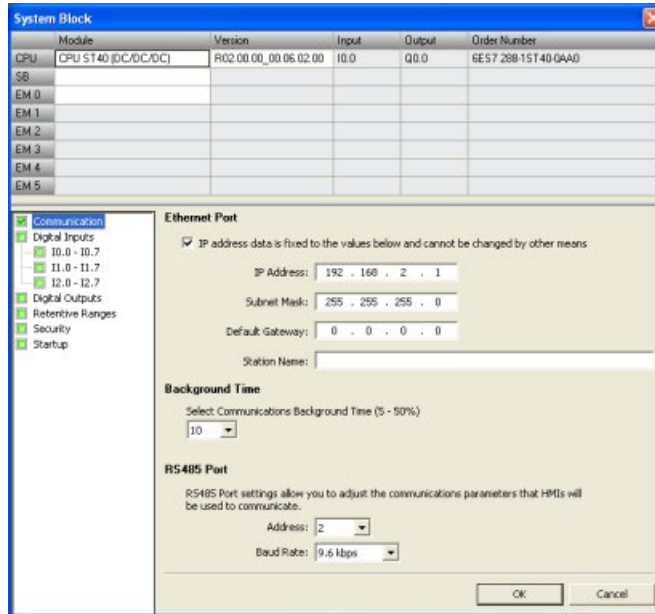 System Block
Module Version Input Output Order Number
CPU CPU ST40 (DC/DC/DC) R02.00.00_00.06.02.00 I0.0 Q0.0 6ES7 288-1ST40-0AA0
SB
EM 0
EM 1
EM 2
EM 3
EM 4
EM 5
Communication
Digital Inputs
I0.0 - I0.7
I1.0 - I1.7
I2.0 - I2.7
Digital Outputs
Retentive Ranges
Security
Startup
Ethernet Port
IP address data is fixed to the values below and cannot be changed by other means
IP Address: 192 . 168 . 2 . 1
Subnet Mask: 255 . 255 . 255 . 0
Default Gateway: 0 . 0 . 0 . 0
Station Name:
Background Time
Select Communications Background Time (5 - 50%)
10
RS485 Port
RS485 Port settings allow you to adjust the communications parameters that HMIs will
be used to communicate.
Address: 2
Baud Rate: 9.6 kbps
OK Cancel